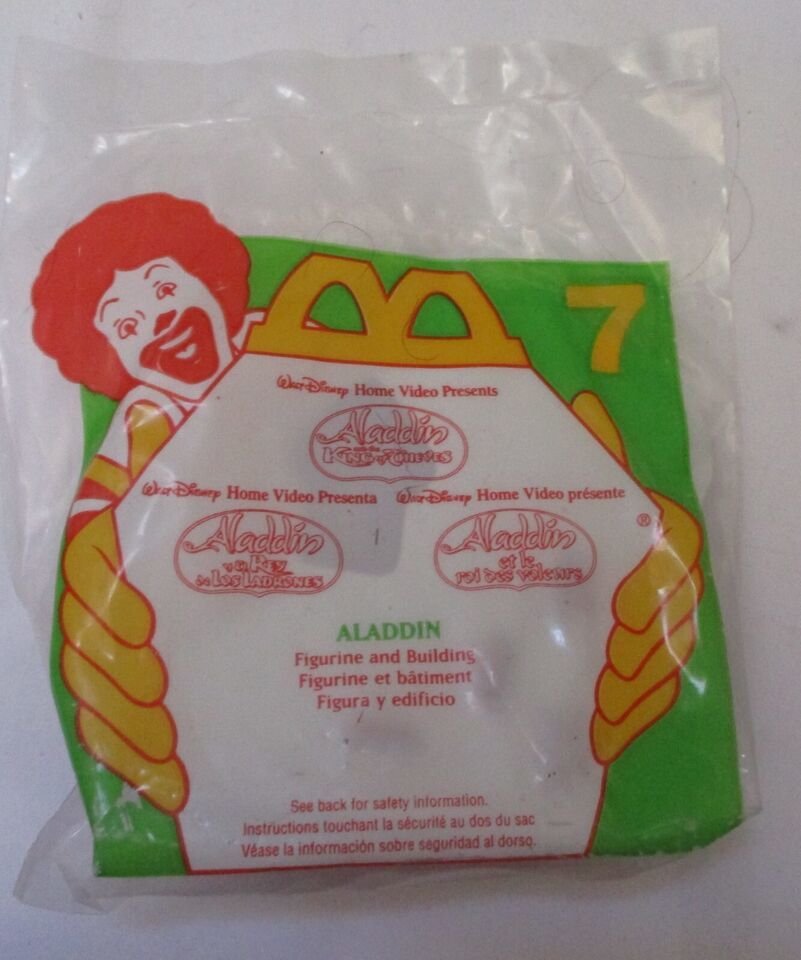 7
Walt Disney Home Video Presents
Aladdin
and the
KING OF THIEVES
Walt Disney Home Video Presenta
Walt Disney Home Video présente
Aladdin
y el REY
de LOS LADRONES
Aladdin
et le
roi des voleurs
®
ALADDIN
Figurine and Building
Figurine et bâtiment
Figura y edificio
See back for safety information.
Instructions touchant la sécurité au dos du sac
Véase la información sobre seguridad al dorso.